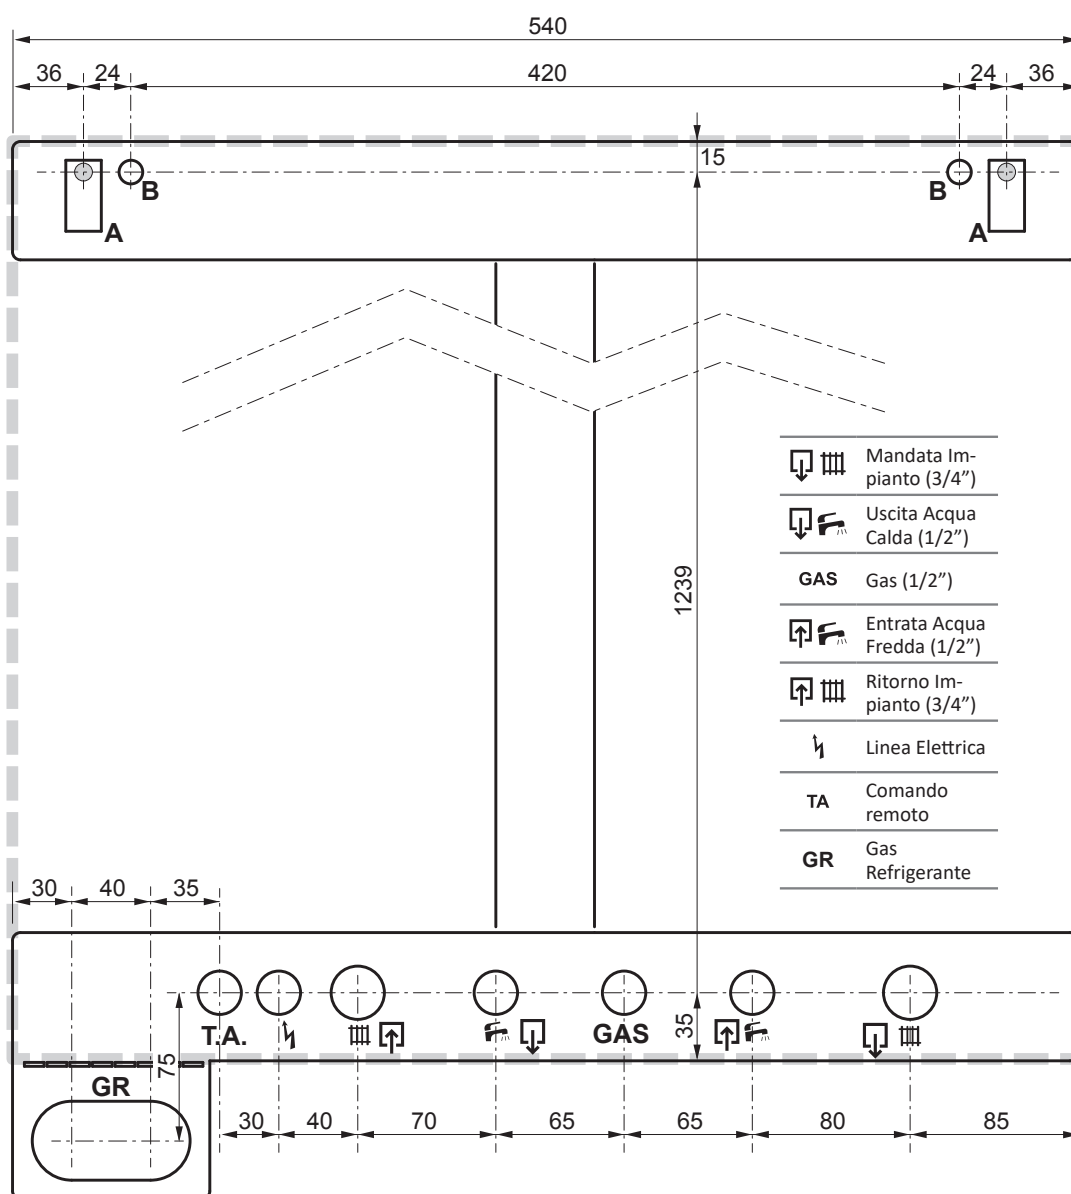 540
36
24
420
24
36
15
B
B
A
A
1239
Mandata Im-
pianto (3/4”)
Uscita Acqua
Calda (1/2”)
GAS
Gas (1/2”)
Entrata Acqua
Fredda (1/2”)
Ritorno Im-
pianto (3/4”)
Linea Elettrica
TA
Comando
remoto
GR
Gas
Refrigerante
30
40
35
T.A.
GAS
35
75
GR
30
40
70
65
65
80
85